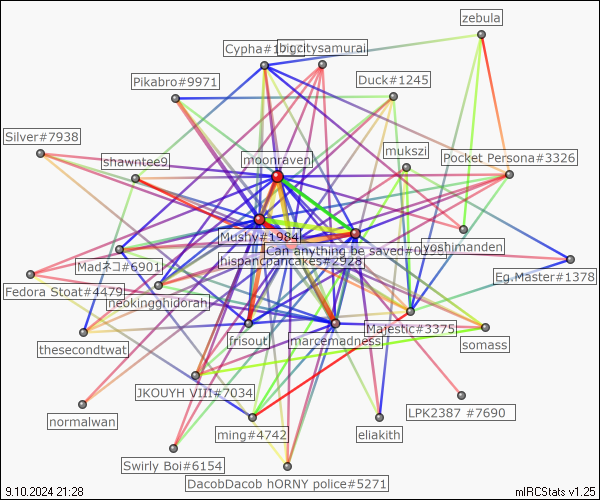 zebula
bigcitysamurai
Duck#1245
Pikabro#9971
Silver#7938
mukszi
shawntee9
moonraven
Pocket Persona#3326
Mushy#1984
yoshimanden
Can anything be saved#
hispancpancakes#2928
Madネコ#6901
Eg.Master#1378
Fedora Stoat#4479
neokingghidorah
Majestic#3375
thesecondtwat
frisout
marcemadness
somass
JKOUYH VIII#7034
LPK2387 #7690
normalwan
ming#4742
eliakith
Swirly Boi#6154
DacobDacob hORNY police#5271
9.10.2024 21:28
mIRCStats v1.25